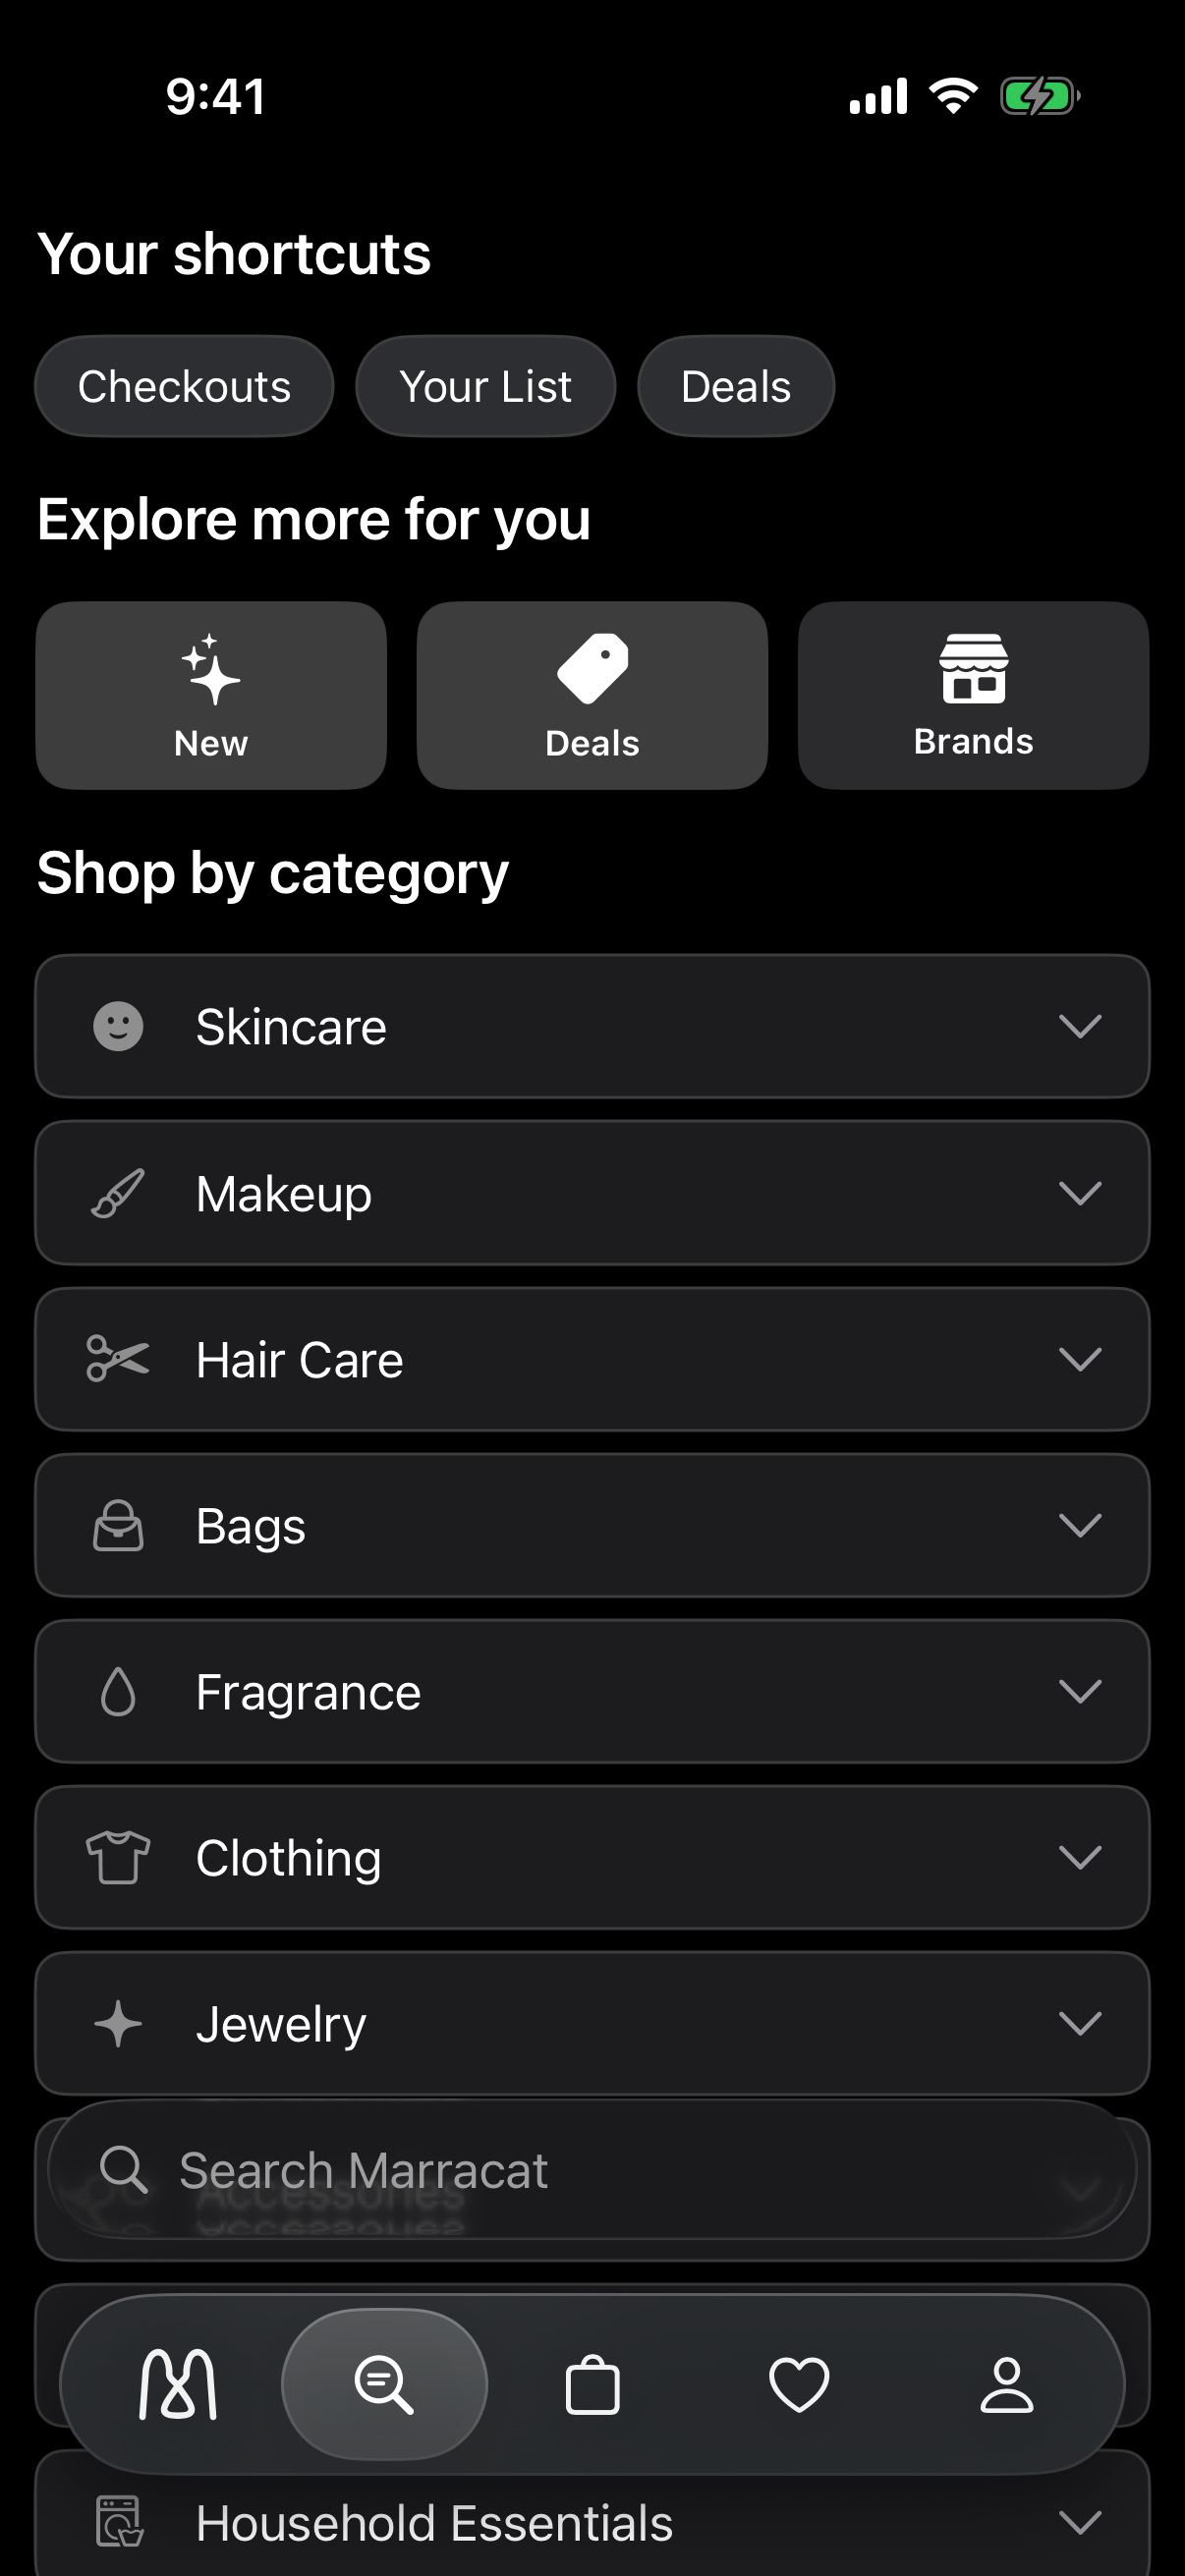 9:41
Your shortcuts
Checkouts Your List Deals
Explore more for you
New Deals Brands
Shop by category
Skincare
Makeup
Hair Care
Bags
Fragrance
Clothing
Jewelry
Search Marracat
Accessories
Household Essentials